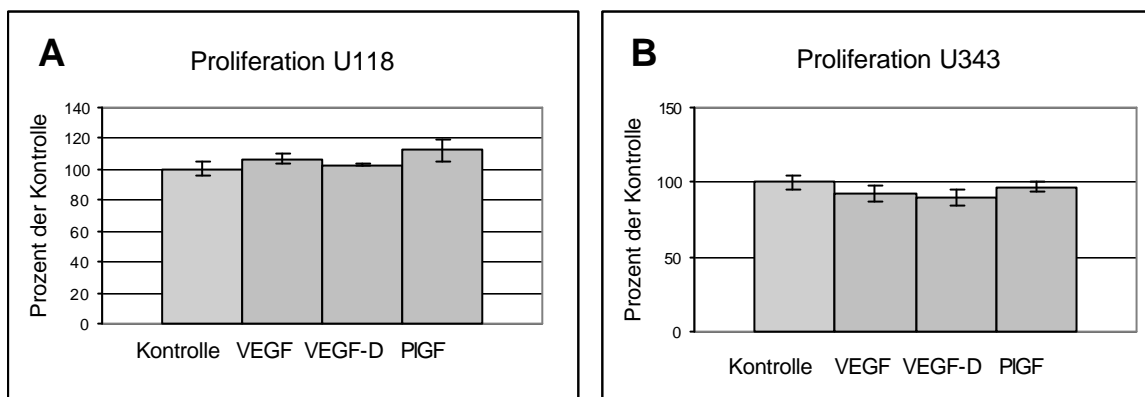 A
Proliferation U118
Prozent der Kontrolle
140
120
100
80
60
40
20
0
Kontrolle VEGF VEGF-D PlGF
B
Proliferation U343
Prozent der Kontrolle
150
100
50
0
Kontrolle VEGF VEGF-D PlGF